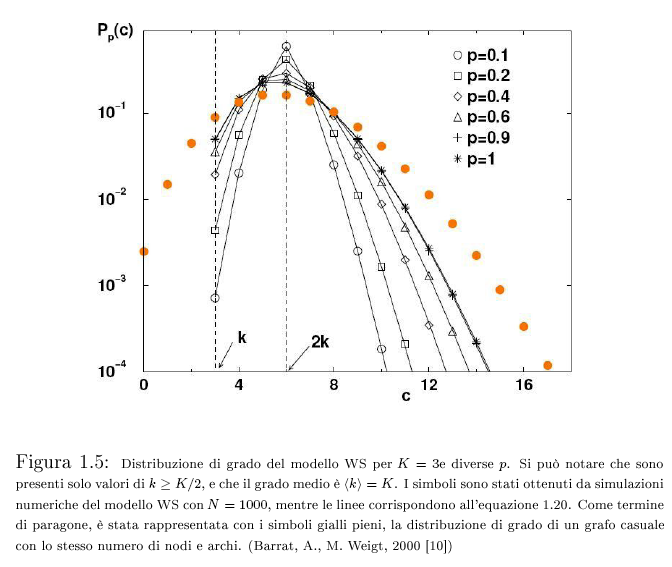 P_p(c)
p=0.1
p=0.2
p=0.4
p=0.6
p=0.9
p=1
10^-1
10^-2
10^-3
10^-4
k
2k
0 4 8 12 16
c
Figura 1.5: Distribuzione di grado del modello WS per K = 3e diverse p. Si può notare che sono
presenti solo valori di k ≥ K/2, e che il grado medio è ⟨k⟩ = K. I simboli sono stati ottenuti da simulazioni
numeriche del modello WS con N = 1000, mentre le linee corrispondono all'equazione 1.20. Come termine
di paragone, è stata rappresentata con i simboli gialli pieni, la distribuzione di grado di un grafo casuale
con lo stesso numero di nodi e archi. (Barrat, A., M. Weigt, 2000 [10])